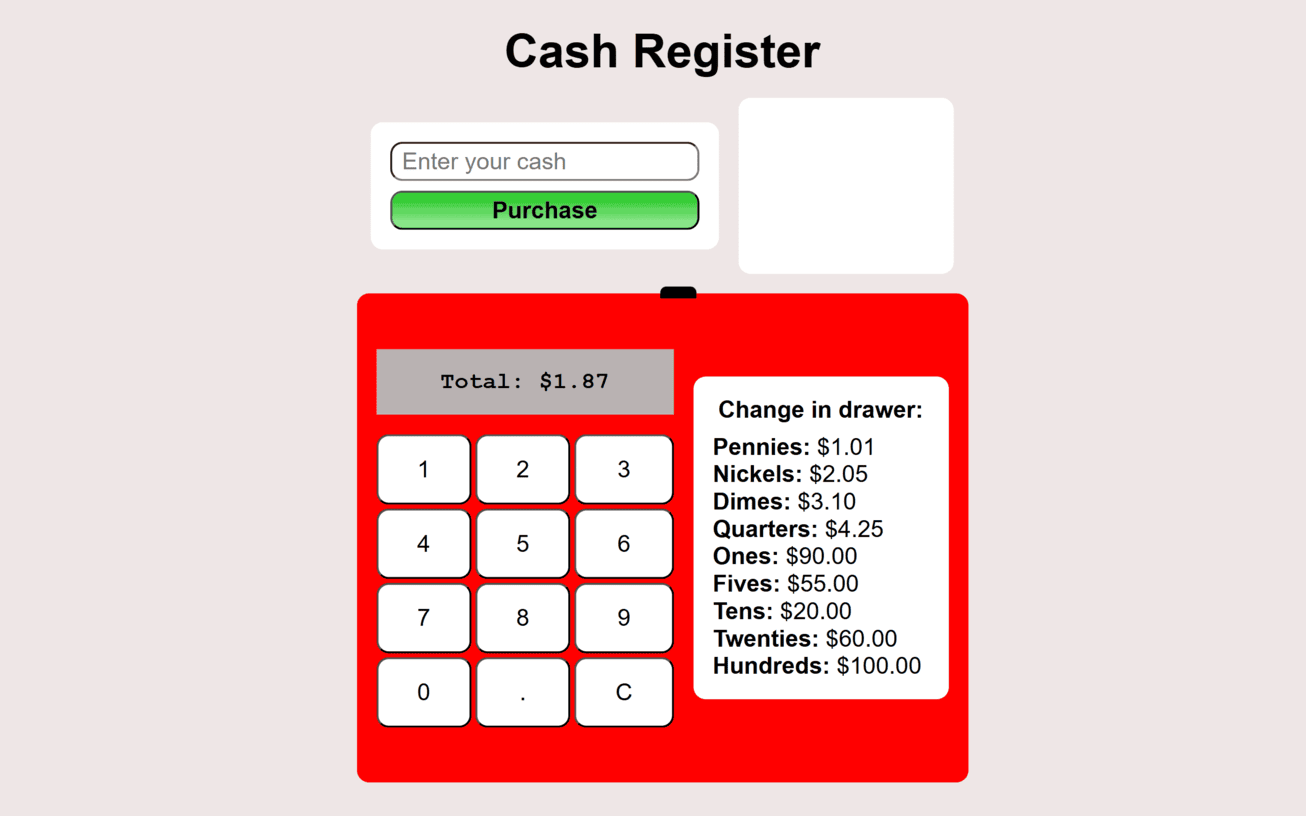 Cash Register
Enter your cash
Purchase
Total: $1.87
1 2 3
4 5 6
7 8 9
0 . C
Change in drawer:
Pennies: $1.01
Nickels: $2.05
Dimes: $3.10
Quarters: $4.25
Ones: $90.00
Fives: $55.00
Tens: $20.00
Twenties: $60.00
Hundreds: $100.00